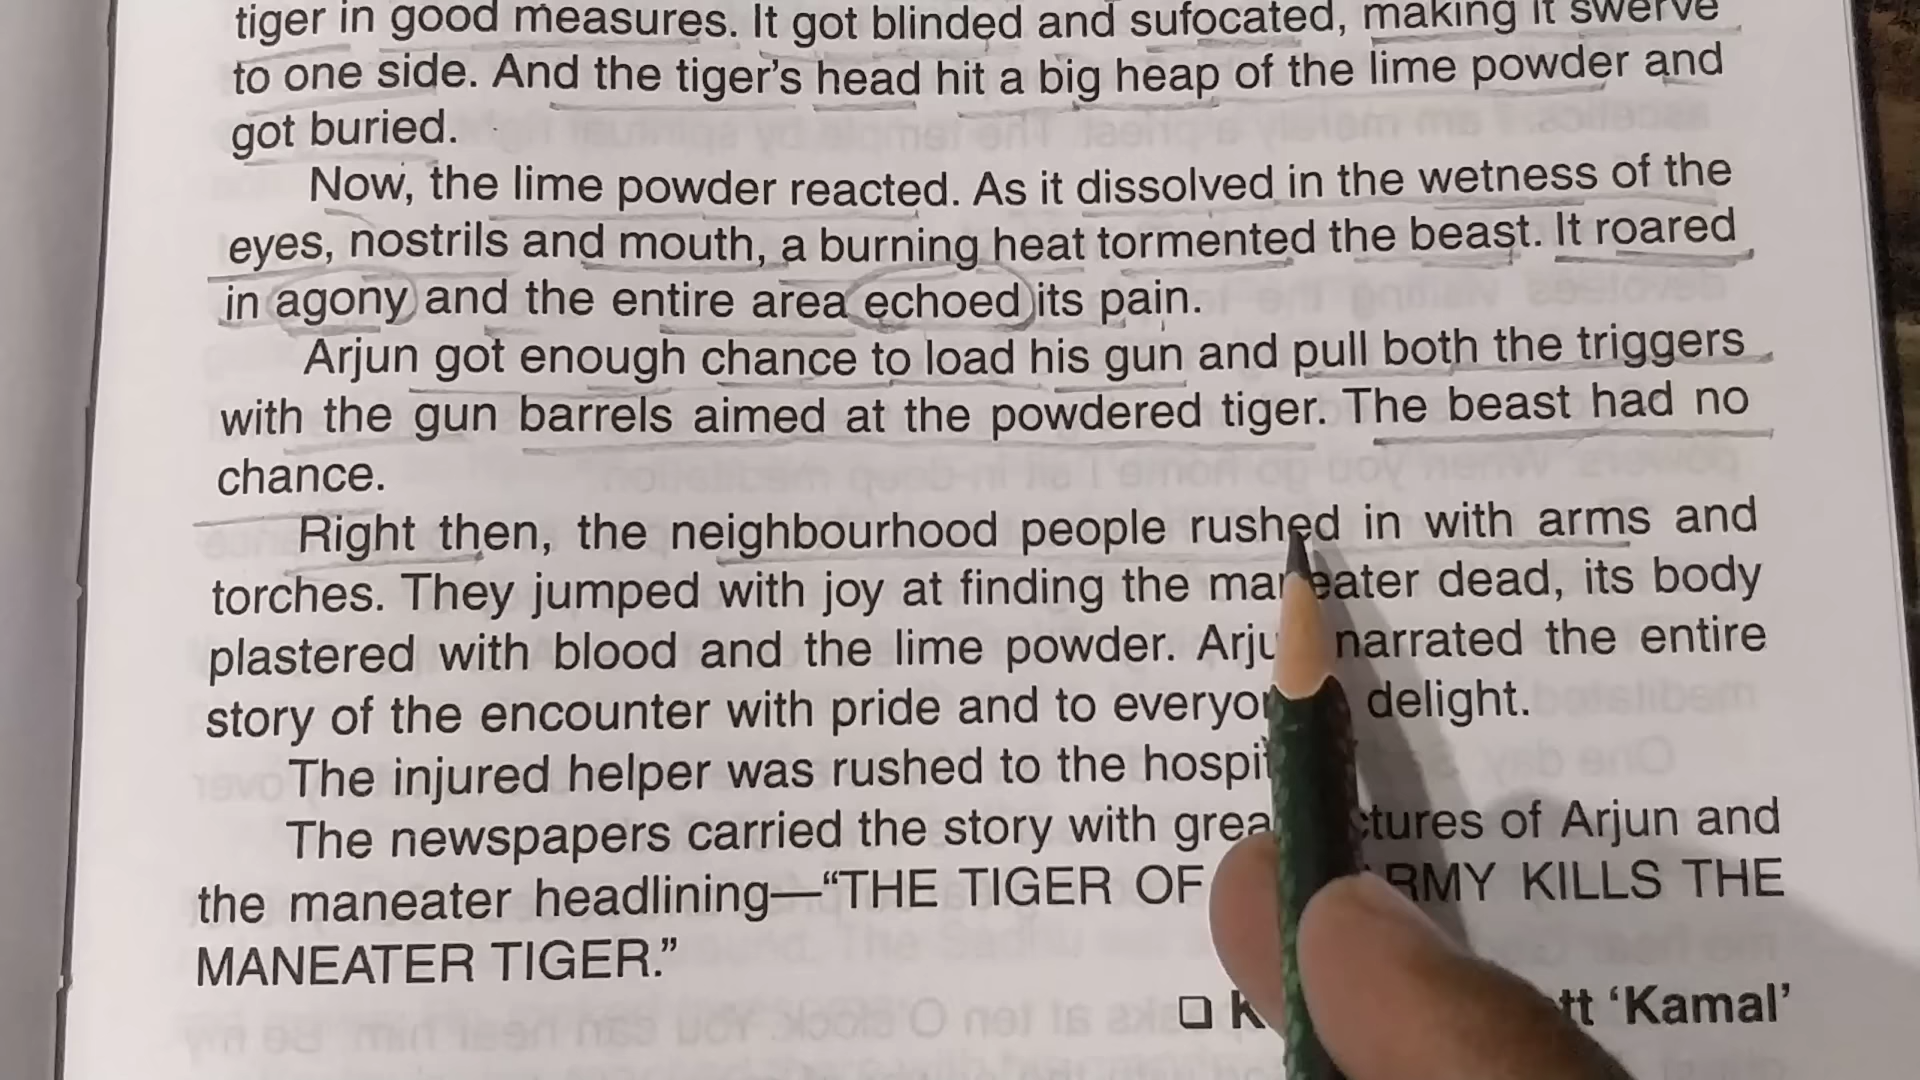 tiger in good measures. It got blinded and sufocated, making it swerve
to one side. And the tiger's head hit a big heap of the lime powder and
got buried.
Now, the lime powder reacted. As it dissolved in the wetness of the
eyes, nostrils and mouth, a burning heat tormented the beast. It roared
in agony and the entire area echoed its pain.
Arjun got enough chance to load his gun and pull both the triggers
with the gun barrels aimed at the powdered tiger. The beast had no
chance.
Right then, the neighbourhood people rushed in with arms and
torches. They jumped with joy at finding the maneater dead, its body
plastered with blood and the lime powder. narrated the entire
story of the encounter with pride and to delight.
The injured helper was rushed to the
The newspapers carried the story with of Arjun and
the maneater headlining—“THE TIGER OF KILLS THE
MANEATER TIGER.”
❑ ‘Kamal’